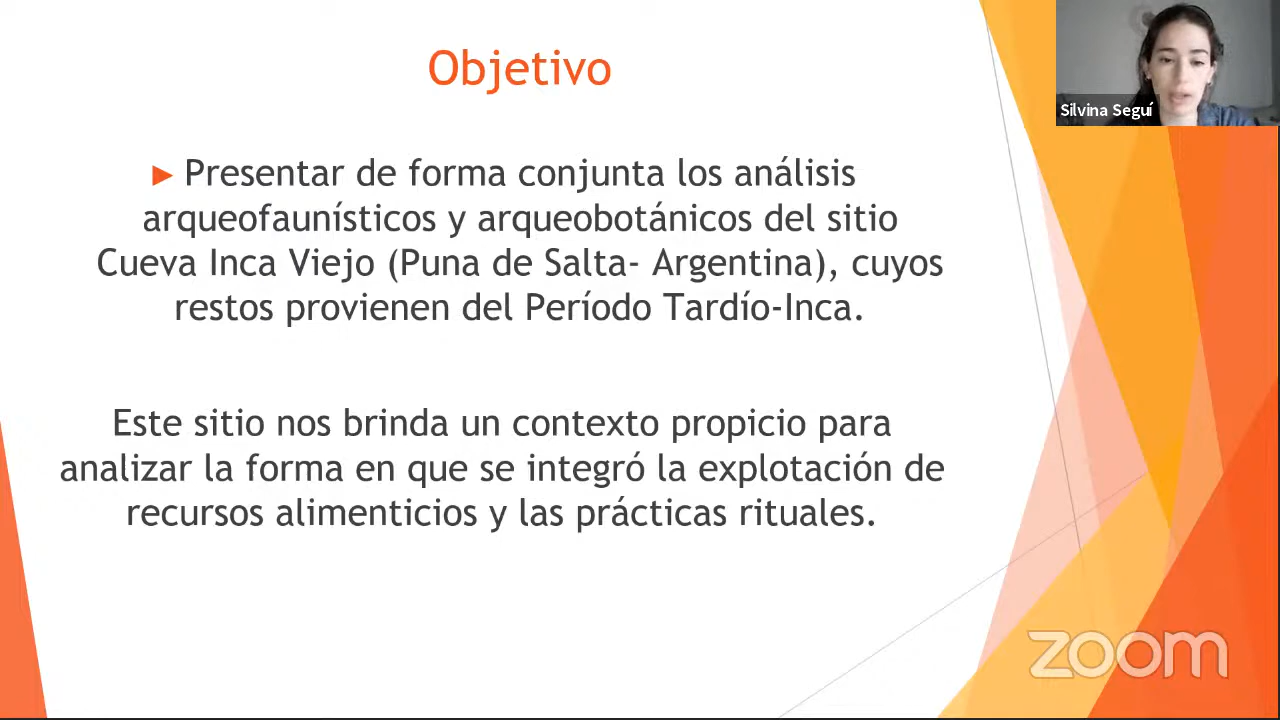 Objetivo
Silvina Seguí
► Presentar de forma conjunta los análisis
arqueofaunísticos y arqueobotánicos del sitio
Cueva Inca Viejo (Puna de Salta- Argentina), cuyos
restos provienen del Período Tardío-Inca.
Este sitio nos brinda un contexto propicio para
analizar la forma en que se integró la explotación de
recursos alimenticios y las prácticas rituales.
zoom